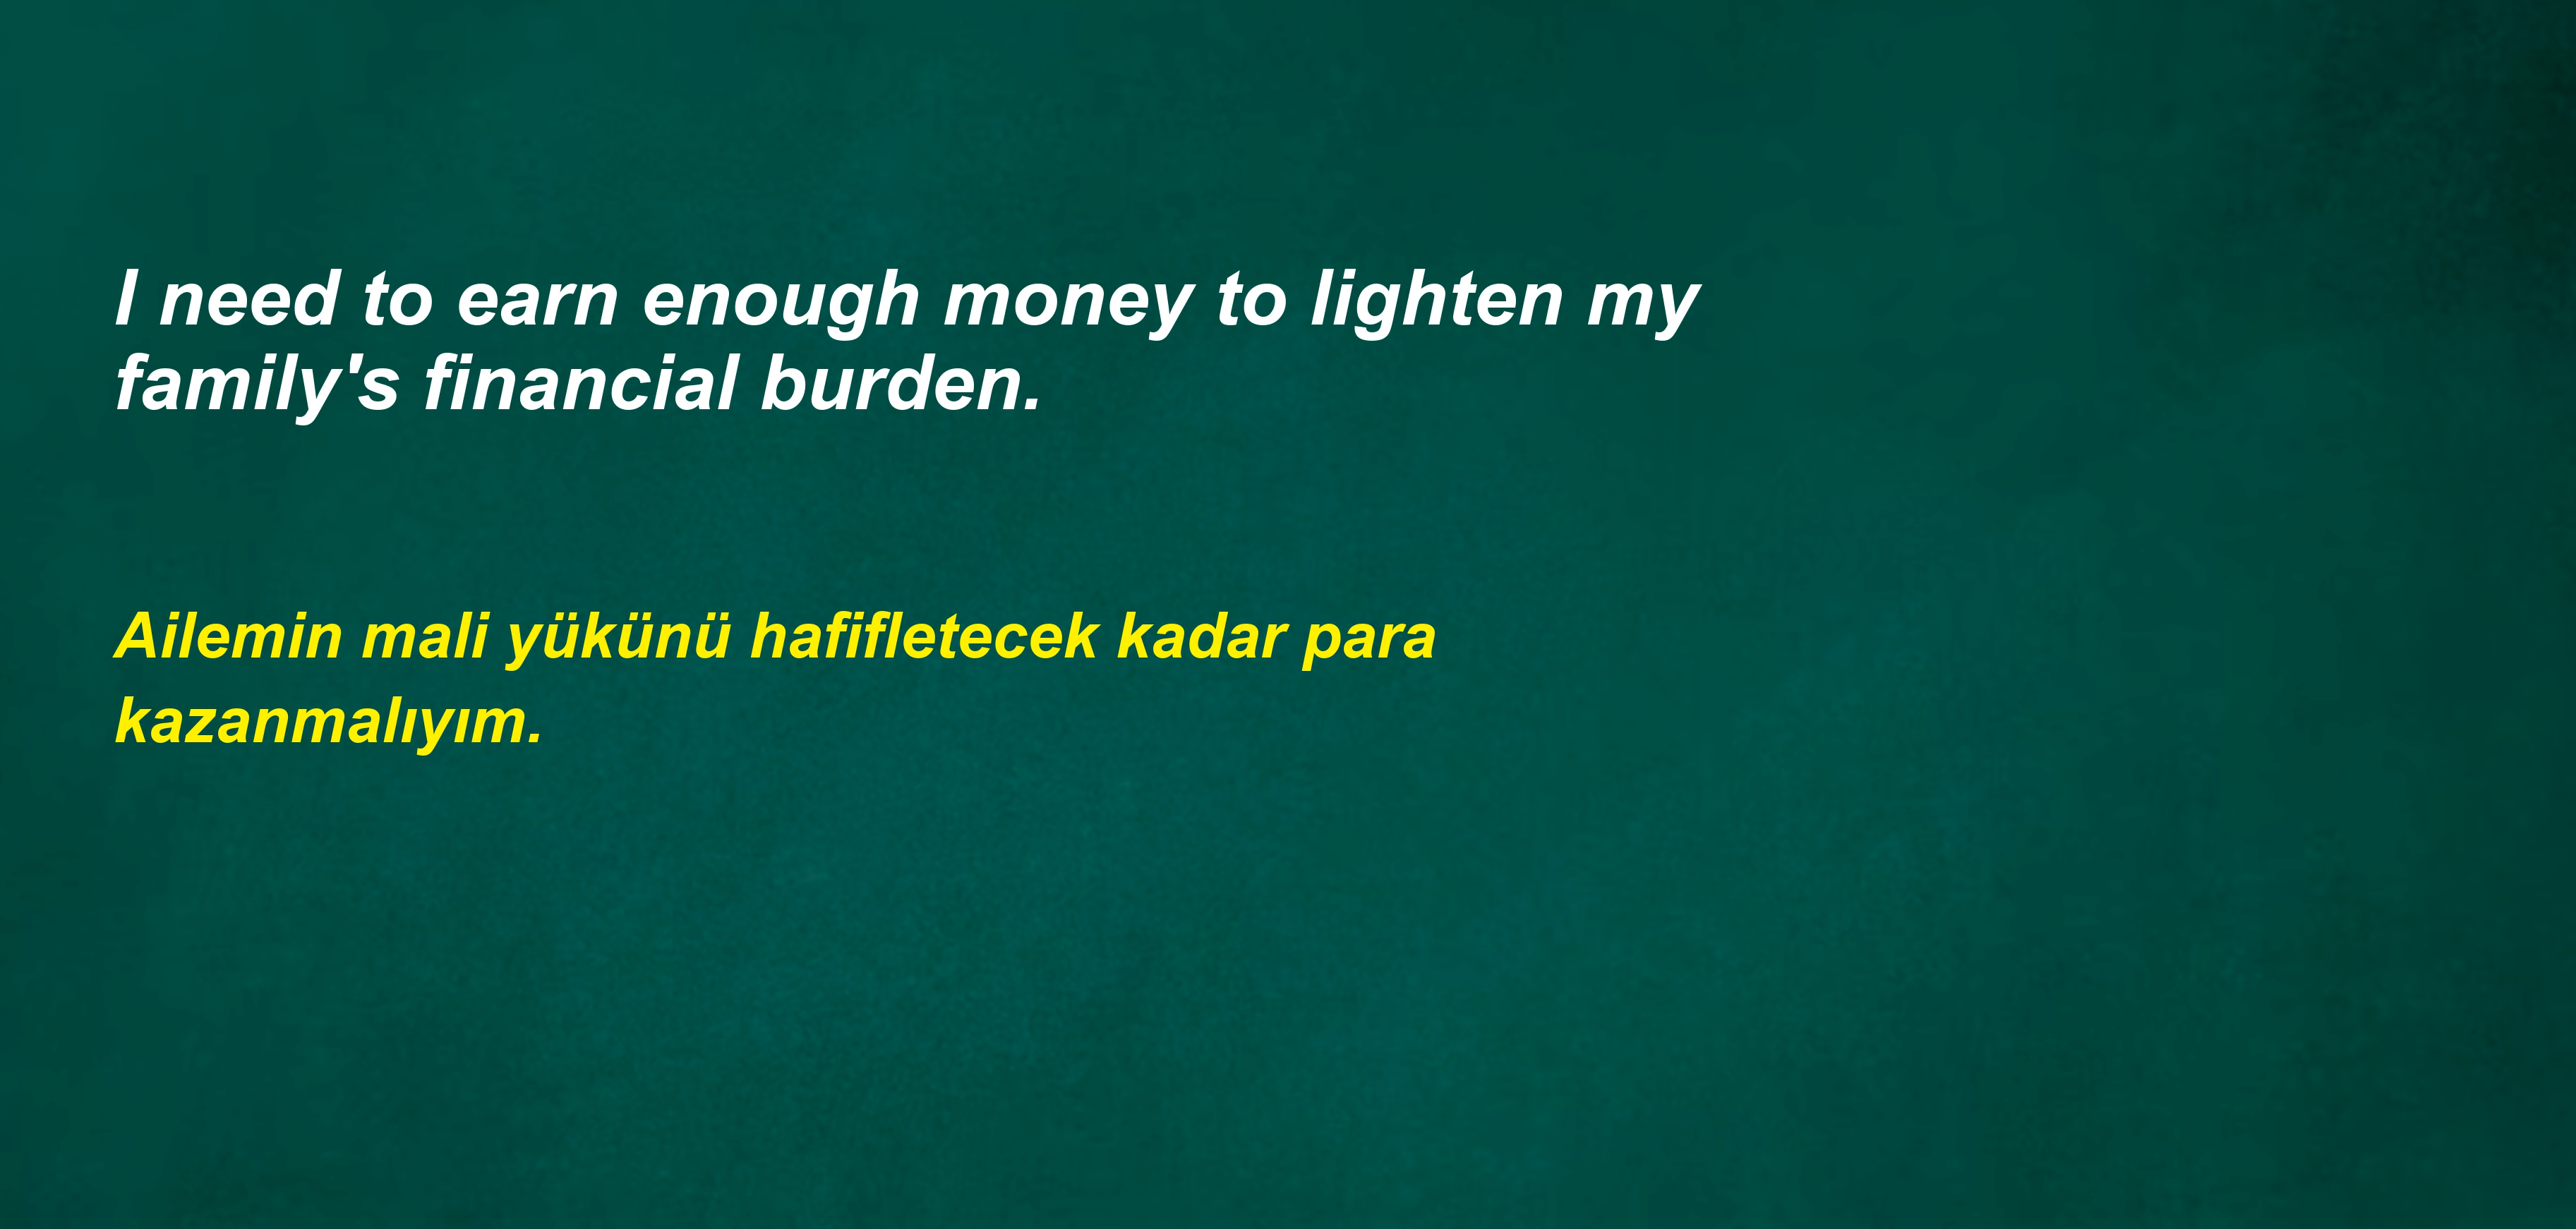 I need to earn enough money to lighten my
family's financial burden.
Ailemin mali yükünü hafifletecek kadar para
kazanmalıyım.